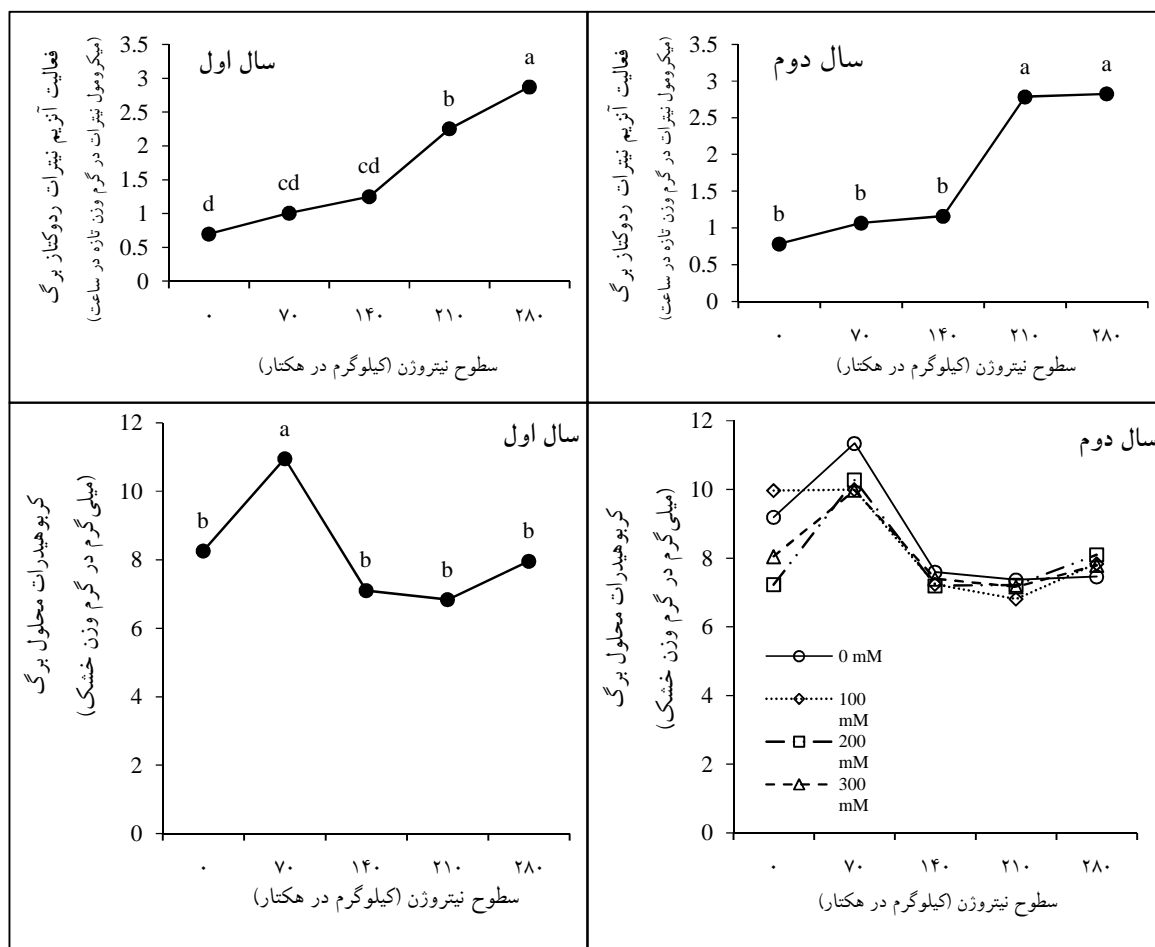 سال اول
فعالیت آنزیم نیترات ردوکتاز برگ
(میکرومول نیترات در گرم وزن تازه در ساعت)
3.5
3
2.5
2
1.5
1
0.5
0
d
cd
cd
b
a
۰
۷۰
۱۴۰
۲۱۰
۲۸۰
سطوح نیتروژن (کیلوگرم در هکتار)
سال دوم
فعالیت آنزیم نیترات ردوکتاز برگ
(میکرومول نیترات در گرم وزن تازه در ساعت)
3.5
3
2.5
2
1.5
1
0.5
0
b
b
b
a
a
۰
۷۰
۱۴۰
۲۱۰
۲۸۰
سطوح نیتروژن (کیلوگرم در هکتار)
سال اول
کربوهیدرات محلول برگ
(میلی‌گرم در گرم وزن خشک)
12
10
8
6
4
2
0
b
a
b
b
b
۰
۷۰
۱۴۰
۲۱۰
۲۸۰
سطوح نیتروژن (کیلوگرم در هکتار)
سال دوم
کربوهیدرات محلول برگ
(میلی‌گرم در گرم وزن خشک)
12
10
8
6
4
2
0
0 mM
100
mM
200
mM
300
mM
۰
۷۰
۱۴۰
۲۱۰
۲۸۰
سطوح نیتروژن (کیلوگرم در هکتار)